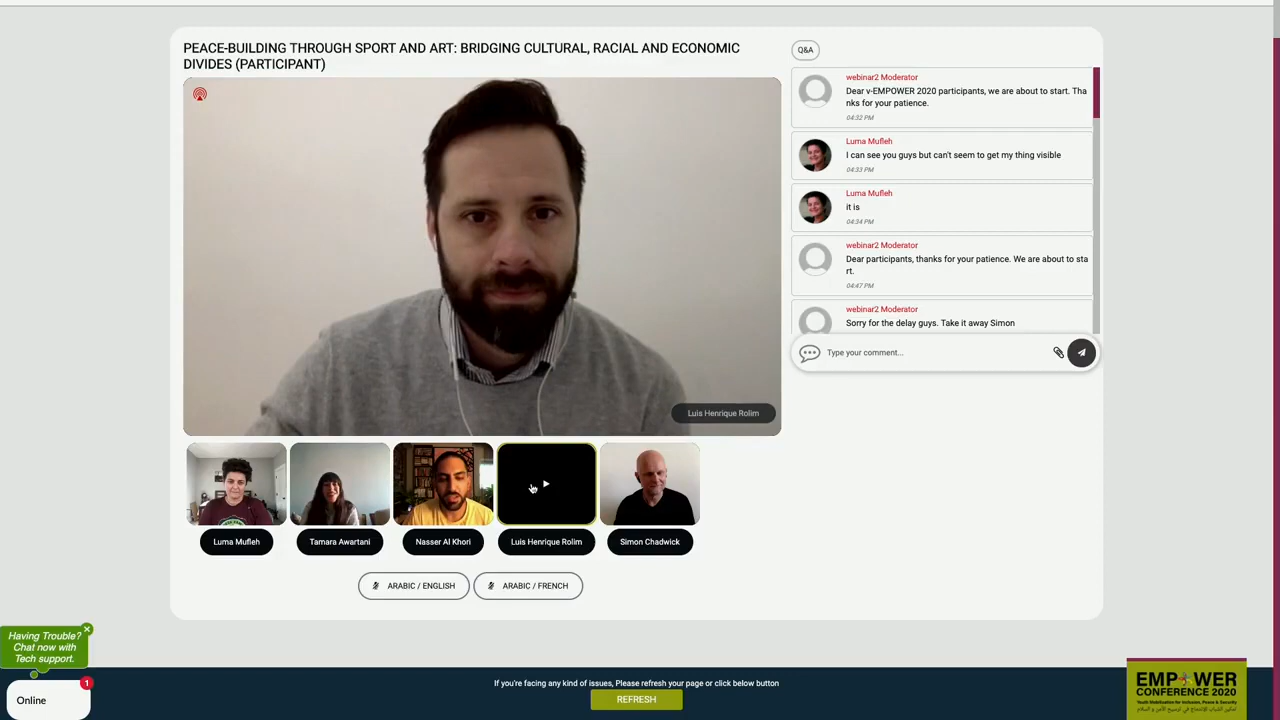 PEACE-BUILDING THROUGH SPORT AND ART: BRIDGING CULTURAL, RACIAL AND ECONOMIC
DIVIDES (PARTICIPANT)
Luis Henrique Rolim
Luma Mufleh
Tamara Awartani
Nasser Al Khori
Luis Henrique Rolim
Simon Chadwick
ARABIC / ENGLISH
ARABIC / FRENCH
Q&A
webinar2 Moderator
Dear v-EMPOWER 2020 participants, we are about to start. Tha
nks for your patience.
04:32 PM
Luma Mufleh
I can see you guys but can't seem to get my thing visible
04:33 PM
Luma Mufleh
it is
04:34 PM
webinar2 Moderator
Dear participants, thanks for your patience. We are about to sta
rt.
04:47 PM
webinar2 Moderator
Sorry for the delay guys. Take it away Simon
Type your comment...
Having Trouble?
Chat now with
Tech support.
Online
1
If you're facing any kind of issues, Please refresh your page or click below button
REFRESH
EMPOWER
CONFERENCE 2020
Youth Mobilisation for Inclusion, Peace & Security